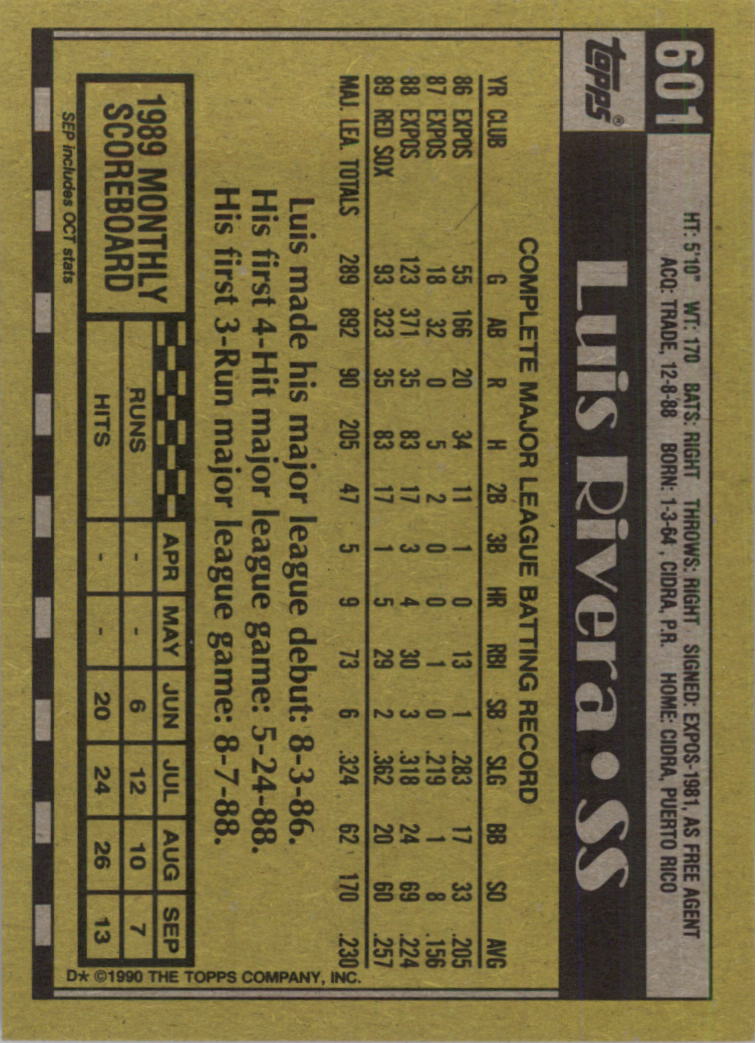 601
HT: 5'10" WT: 170 BATS: RIGHT THROWS: RIGHT SIGNED: EXPOS-1981, AS FREE AGENT
ACQ: TRADE, 12-8-88 BORN: 1-3-64, CIDRA, P.R. HOME: CIDRA, PUERTO RICO
Topps®
Luis Rivera • SS
COMPLETE MAJOR LEAGUE BATTING RECORD
YR CLUB G AB R H 2B 3B HR RBI SB SLG BB SO AVG
86 EXPOS 55 166 20 34 11 1 0 13 1 .283 17 33 .205
87 EXPOS 18 32 0 5 2 0 0 1 0 .219 1 8 .156
88 EXPOS 123 371 35 83 17 3 4 30 3 .318 24 69 .224
89 RED SOX 93 323 35 83 17 1 5 29 2 .362 20 60 .257
MAJ. LEA. TOTALS 289 892 90 205 47 5 9 73 6 .324 62 170 .230
Luis made his major league debut: 8-3-86.
His first 4-Hit major league game: 5-24-88.
His first 3-Run major league game: 8-7-88.
1989 MONTHLY
SCOREBOARD
SEP includes OCT stats
APR MAY JUN JUL AUG SEP
RUNS - - 6 12 10 7
HITS - - 20 24 26 13
D* ©1990 THE TOPPS COMPANY, INC.